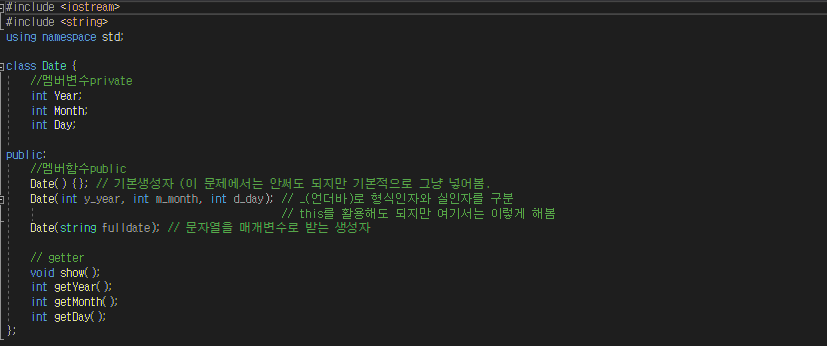 #include <iostream>
#include <string>
using namespace std;
class Date {
//멤버변수private
int Year;
int Month;
int Day;
public:
//멤버함수public
Date() {}; // 기본생성자 (이 문제에서는 안써도 되지만 기본적으로 그냥 넣어봄.
Date(int y_year, int m_month, int d_day); // _(언더바)로 형식인자와 실인자를 구분
// this를 활용해도 되지만 여기서는 이렇게 해봄
Date(string fulldate); // 문자열을 매개변수로 받는 생성자
// getter
void show();
int getYear();
int getMonth();
int getDay();
};